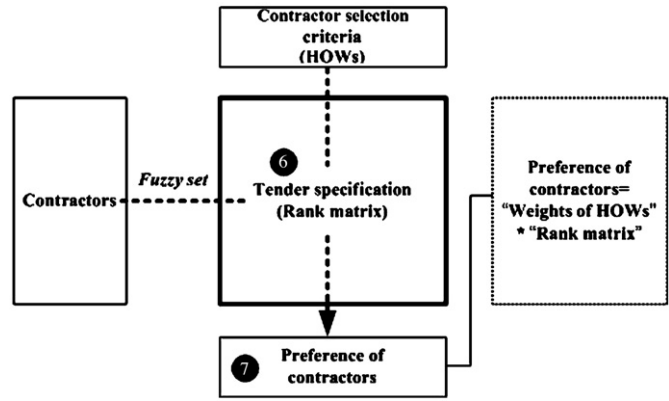 Contractor selection
criteria
(HOWs)
Contractors
Fuzzy set
6
Tender specification
(Rank matrix)
Preference of
contractors=
"Weights of HOWs"
* "Rank matrix"
7
Preference of
contractors